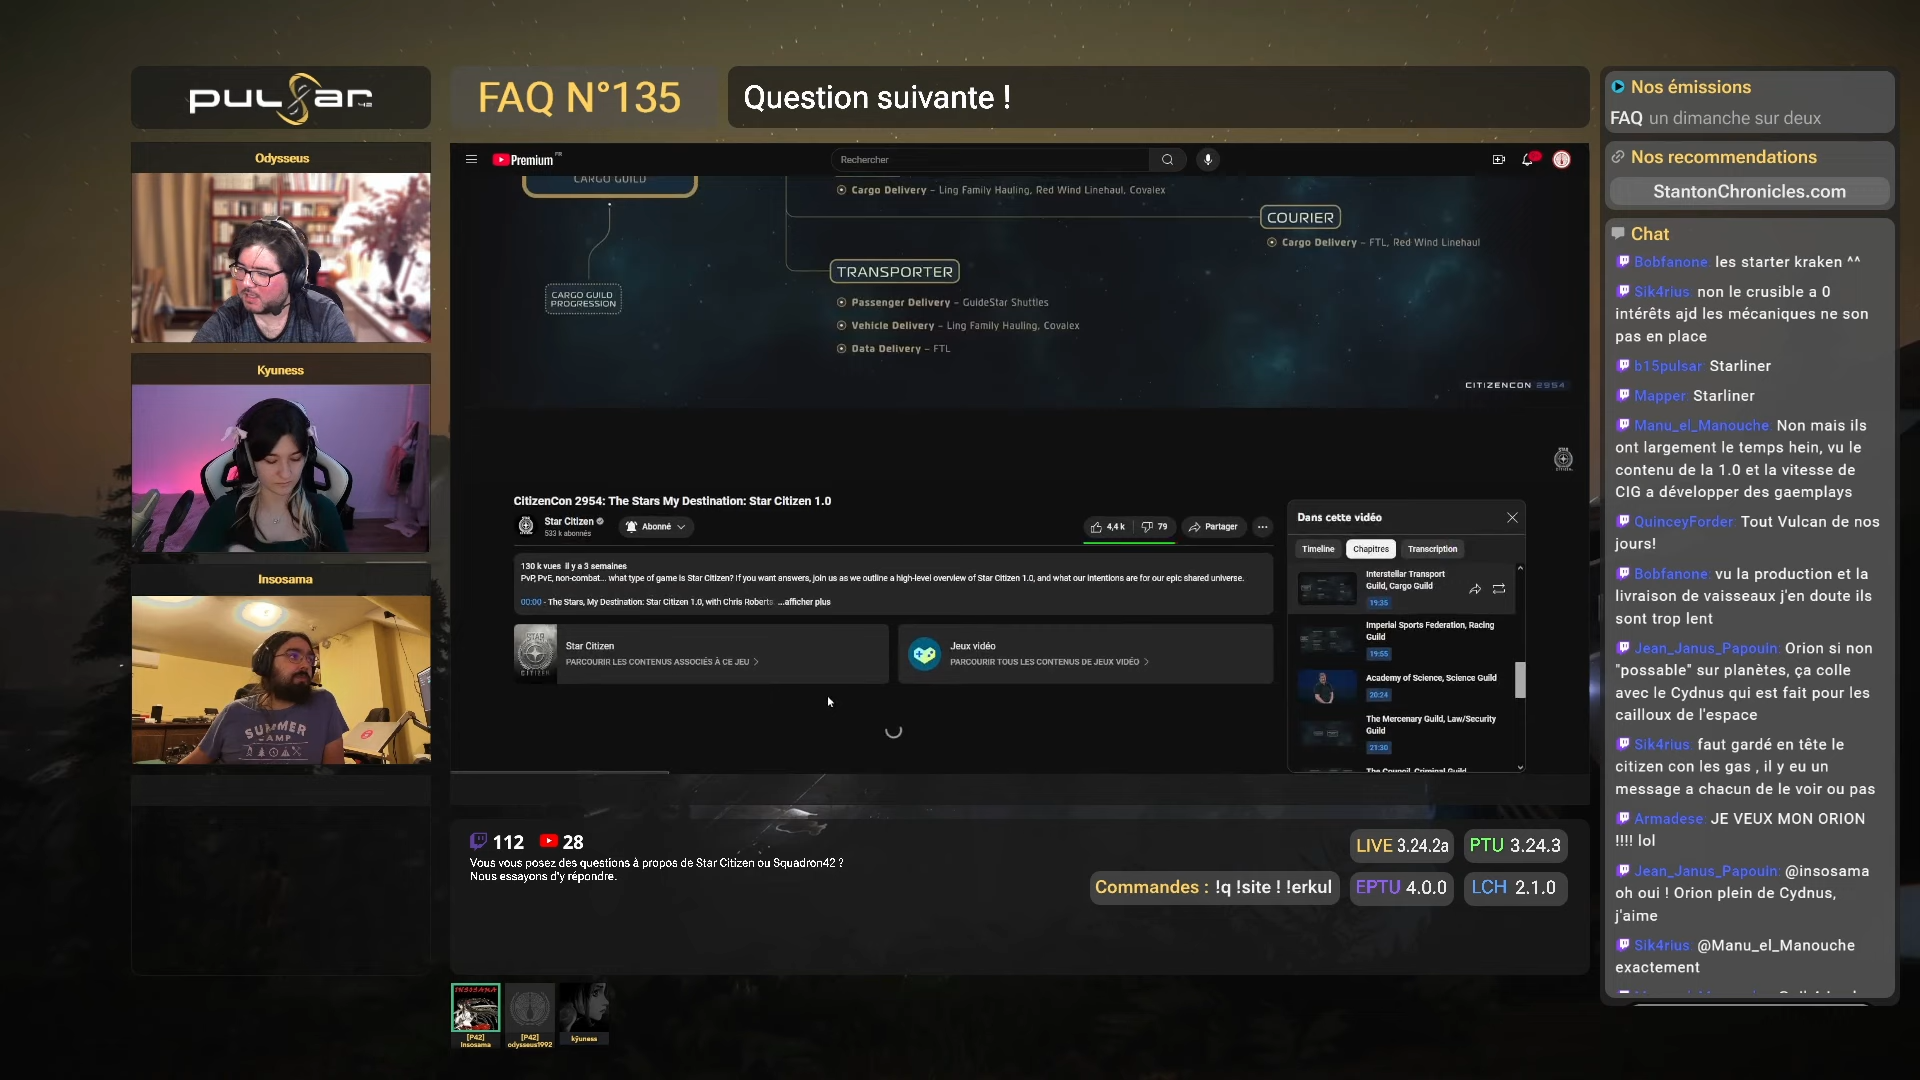 pulsar 42
FAQ N°135
Question suivante !
Odysseus
Kyuness
Insosama
SUMMER
CAMP
Premium FR
Rechercher
CARGO GUILD
Cargo Delivery – Ling Family Hauling, Red Wind Linehaul, Covalex
COURIER
Cargo Delivery – FTL, Red Wind Linehaul
TRANSPORTER
CARGO GUILD
PROGRESSION
Passenger Delivery – GuideStar Shuttles
Vehicle Delivery – Ling Family Hauling, Covalex
Data Delivery – FTL
CITIZENCON 2954
CitizenCon 2954: The Stars My Destination: Star Citizen 1.0
Star Citizen
533 k abonnés
Abonné
4,4 k
79
Partager
130 k vues il y a 3 semaines
PvP, PvE, non-combat... what type of game is Star Citizen? If you want answers, join us as we outline a high-level overview of Star Citizen 1.0, and what our intentions are for our epic shared universe.
00:00 - The Stars, My Destination: Star Citizen 1.0, with Chris Roberts. ...afficher plus
Star Citizen
PARCOURIR LES CONTENUS ASSOCIÉS À CE JEU
Jeux vidéo
PARCOURIR TOUS LES CONTENUS DE JEUX VIDÉO
Dans cette vidéo
Timeline
Chapitres
Transcription
Interstellar Transport
Guild, Cargo Guild
19:35
Imperial Sports Federation, Racing
Guild
19:55
Academy of Science, Science Guild
20:24
The Mercenary Guild, Law/Security
Guild
21:30
The Council, Criminal Guild
112
28
Vous vous posez des questions à propos de Star Citizen ou Squadron42 ?
Nous essayons d'y répondre.
Commandes : !q !site ! !erkul
LIVE 3.24.2a
PTU 3.24.3
EPTU 4.0.0
LCH 2.1.0
INSOSAMA
[P42]
Insosama
[P42]
odysseus1992
kÿuness
Nos émissions
FAQ un dimanche sur deux
Nos recommendations
StantonChronicles.com
Chat
Bobfanone: les starter kraken ^^
Sik4rius: non le crusible a 0
intérêts ajd les mécaniques ne son
pas en place
b15pulsar: Starliner
Mapper: Starliner
Manu_el_Manouche: Non mais ils
ont largement le temps hein, vu le
contenu de la 1.0 et la vitesse de
CIG a développer des gaemplays
QuinceyForder: Tout Vulcan de nos
jours!
Bobfanone: vu la production et la
livraison de vaisseaux j'en doute ils
sont trop lent
Jean_Janus_Papouin: Orion si non
"possable" sur planètes, ça colle
avec le Cydnus qui est fait pour les
cailloux de l'espace
Sik4rius: faut gardé en tête le
citizen con les gas , il y eu un
message a chacun de le voir ou pas
Armadese: JE VEUX MON ORION
!!!! lol
Jean_Janus_Papouin: @insosama
oh oui ! Orion plein de Cydnus,
j'aime
Sik4rius: @Manu_el_Manouche
exactement